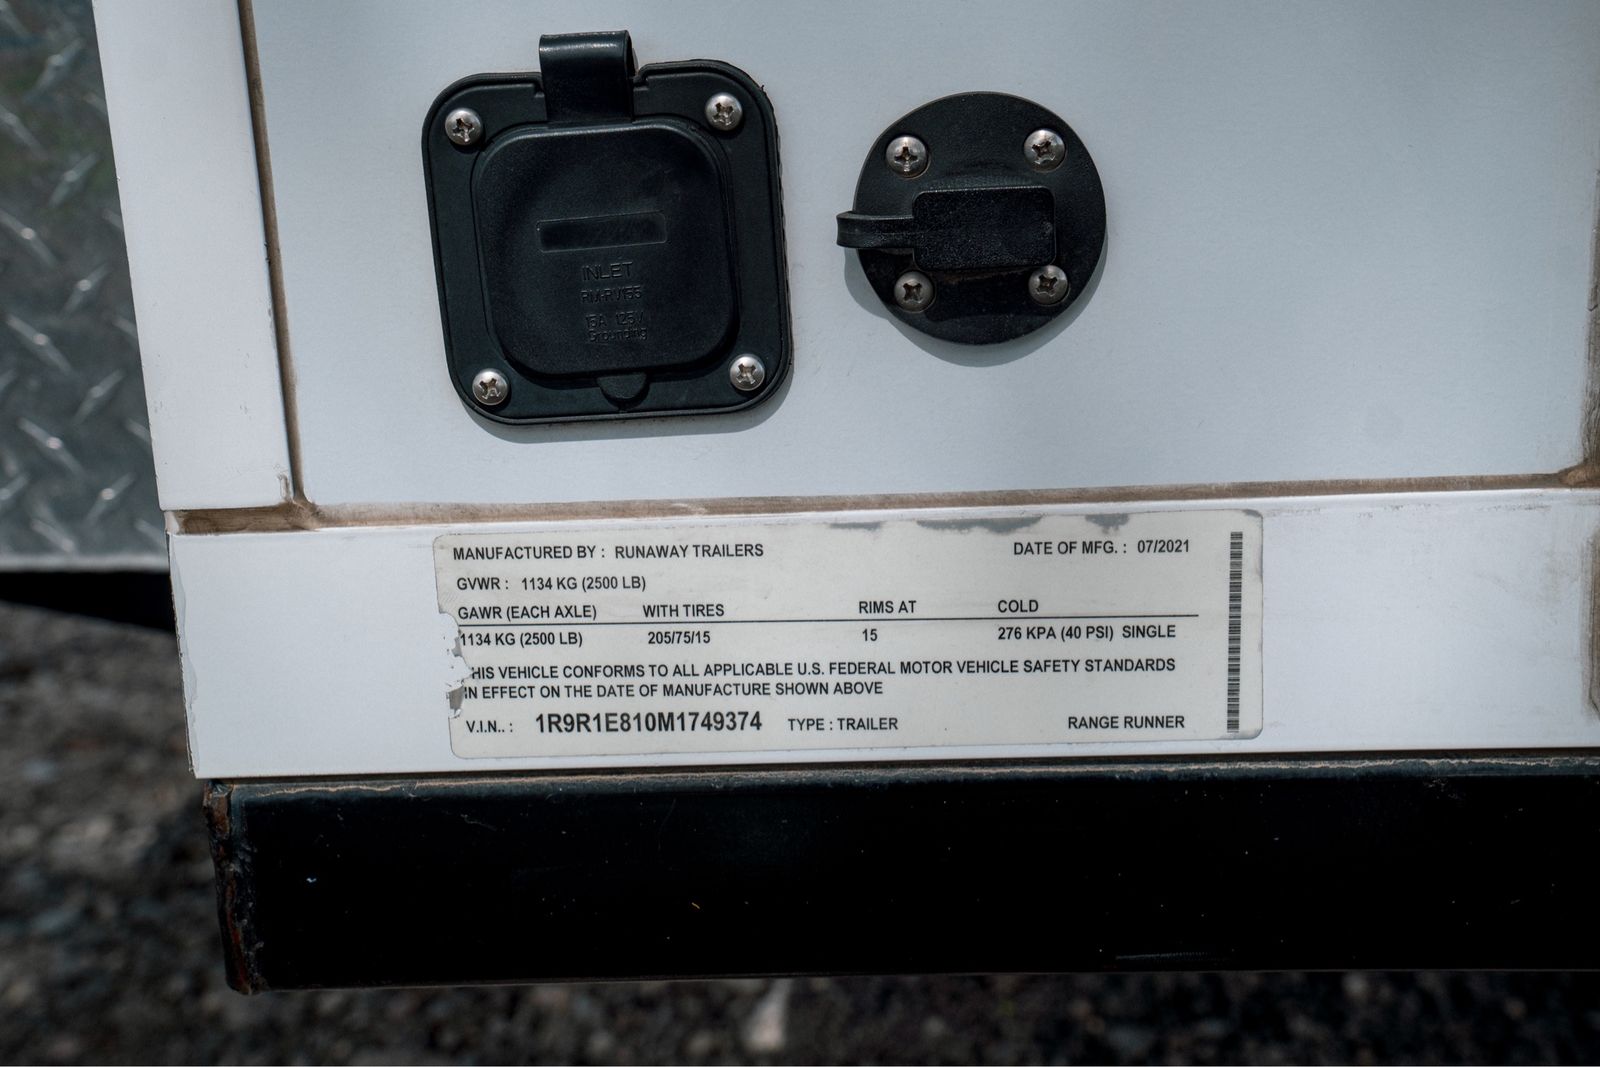 INLET
15A 125V
Grounding
MANUFACTURED BY : RUNAWAY TRAILERS DATE OF MFG. : 07/2021
GVWR : 1134 KG (2500 LB)
GAWR (EACH AXLE) WITH TIRES RIMS AT COLD
1134 KG (2500 LB) 205/75/15 15 276 KPA (40 PSI) SINGLE
HIS VEHICLE CONFORMS TO ALL APPLICABLE U.S. FEDERAL MOTOR VEHICLE SAFETY STANDARDS
IN EFFECT ON THE DATE OF MANUFACTURE SHOWN ABOVE
V.I.N.. : 1R9R1E810M1749374 TYPE : TRAILER RANGE RUNNER